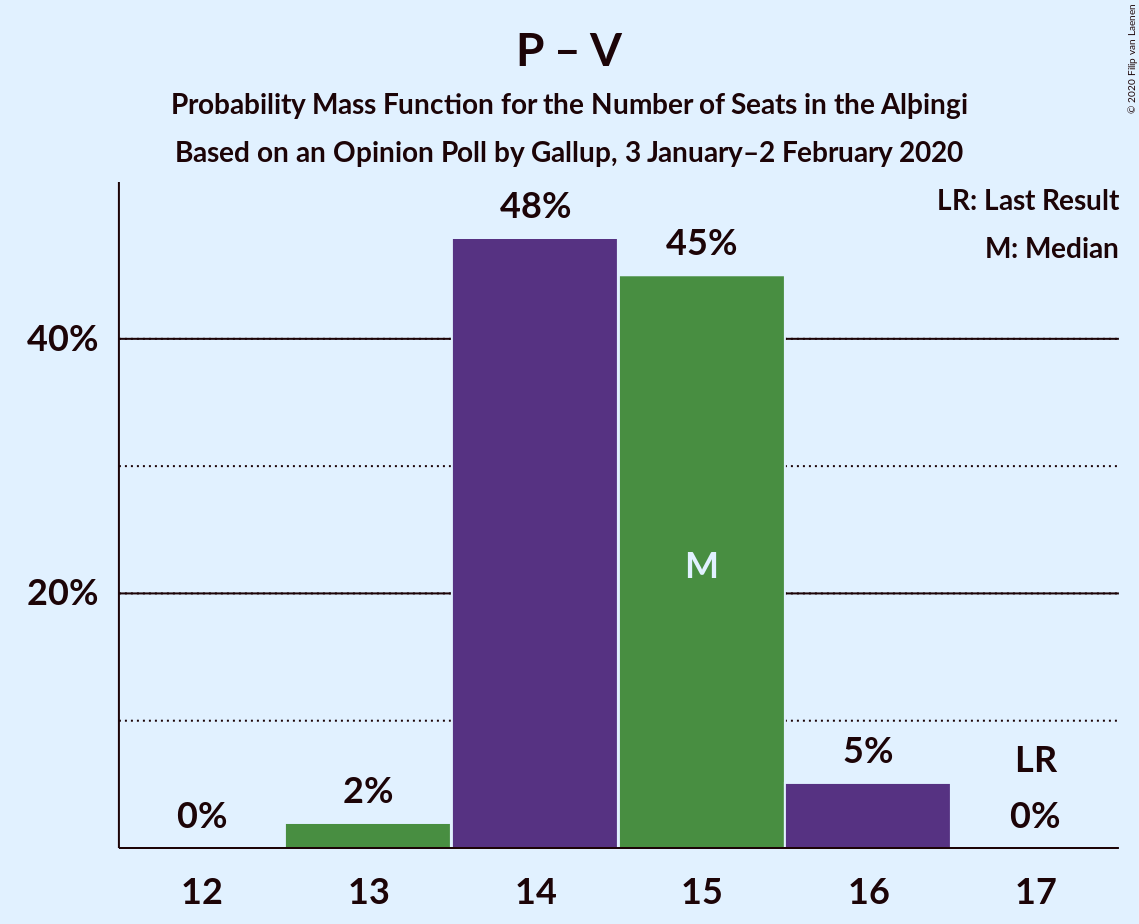 © 2020 Filip van Laenen
P – V
Probability Mass Function for the Number of Seats in the Alþingi
Based on an Opinion Poll by Gallup, 3 January–2 February 2020
LR: Last Result
M: Median
48%
45%
40%
M
20%
5%
LR
2%
0%
0%
12 13 14 15 16 17